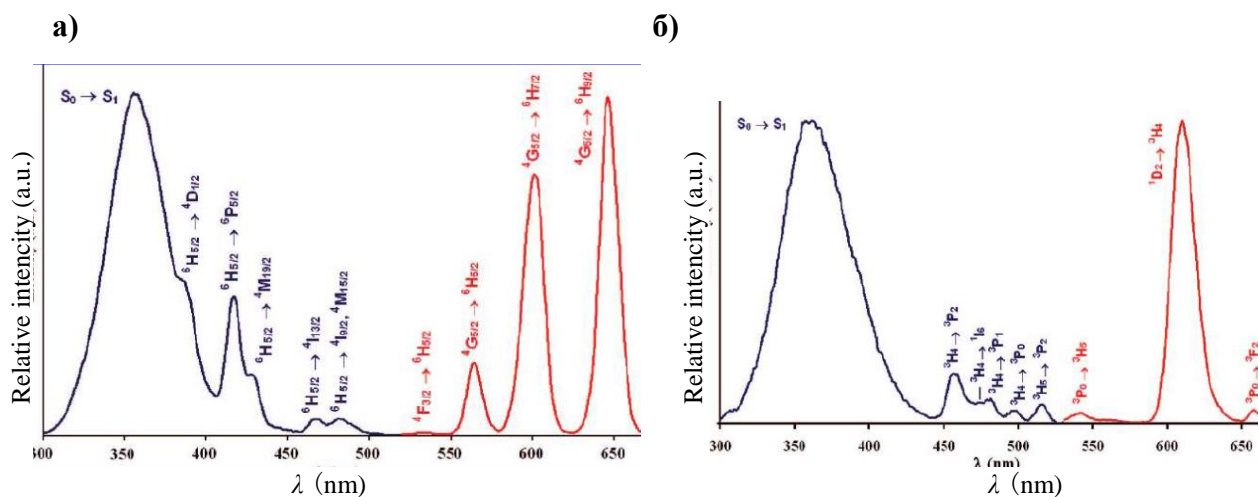 а)
Relative intencity (a.u.)
S₀ → S₁
⁶H₅/₂ → ⁴D₁/₂
⁶H₅/₂ → ⁶P₅/₂
⁶H₅/₂ → ⁴M₁₉/₂
⁶H₅/₂ → ⁴I₁₃/₂
⁶H₅/₂ → ⁴I₉/₂, ⁴M₁₅/₂
⁴F₃/₂ → ⁶H₅/₂
⁴G₅/₂ → ⁶H₅/₂
⁴G₅/₂ → ⁶H₇/₂
⁴G₅/₂ → ⁶H₉/₂
300 350 400 450 500 550 600 650
λ (nm)
б)
Relative intencity (a.u.)
S₀ → S₁
³H₄ → ³P₂
³H₄ → ¹I₆
³H₄ → ³P₁
³H₄ → ³P₀
³H₅ → ³P₂
³P₀ → ³H₅
¹D₂ → ³H₄
³P₀ → ³F₂
300 350 400 450 500 550 600 650
λ (nm)
λ (nm)